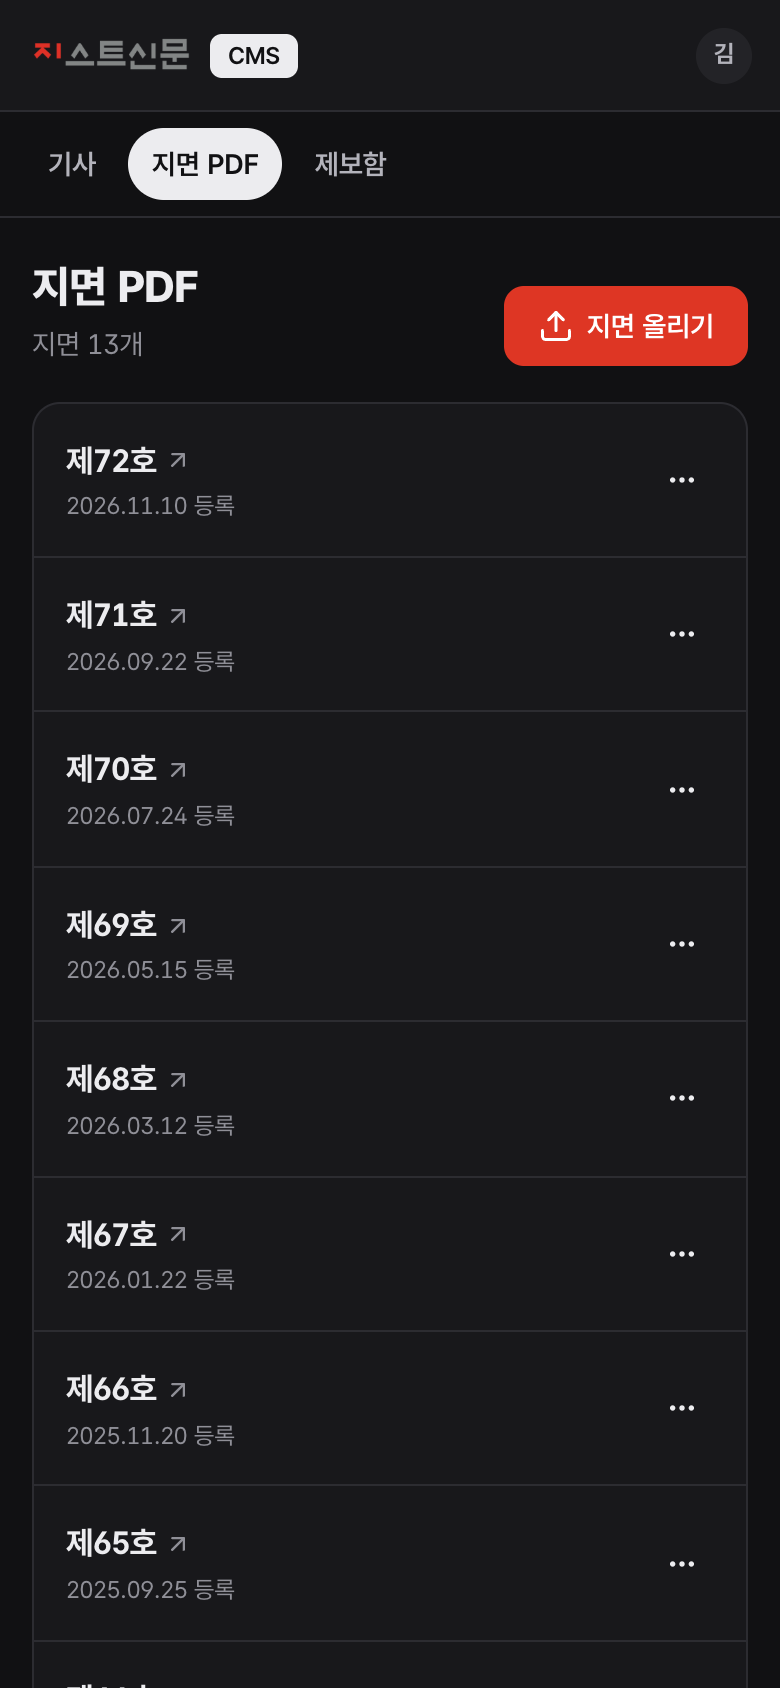 지스트신문 CMS 김
기사 지면 PDF 제보함
지면 PDF
지면 13개
지면 올리기
제72호
2026.11.10 등록
제71호
2026.09.22 등록
제70호
2026.07.24 등록
제69호
2026.05.15 등록
제68호
2026.03.12 등록
제67호
2026.01.22 등록
제66호
2025.11.20 등록
제65호
2025.09.25 등록